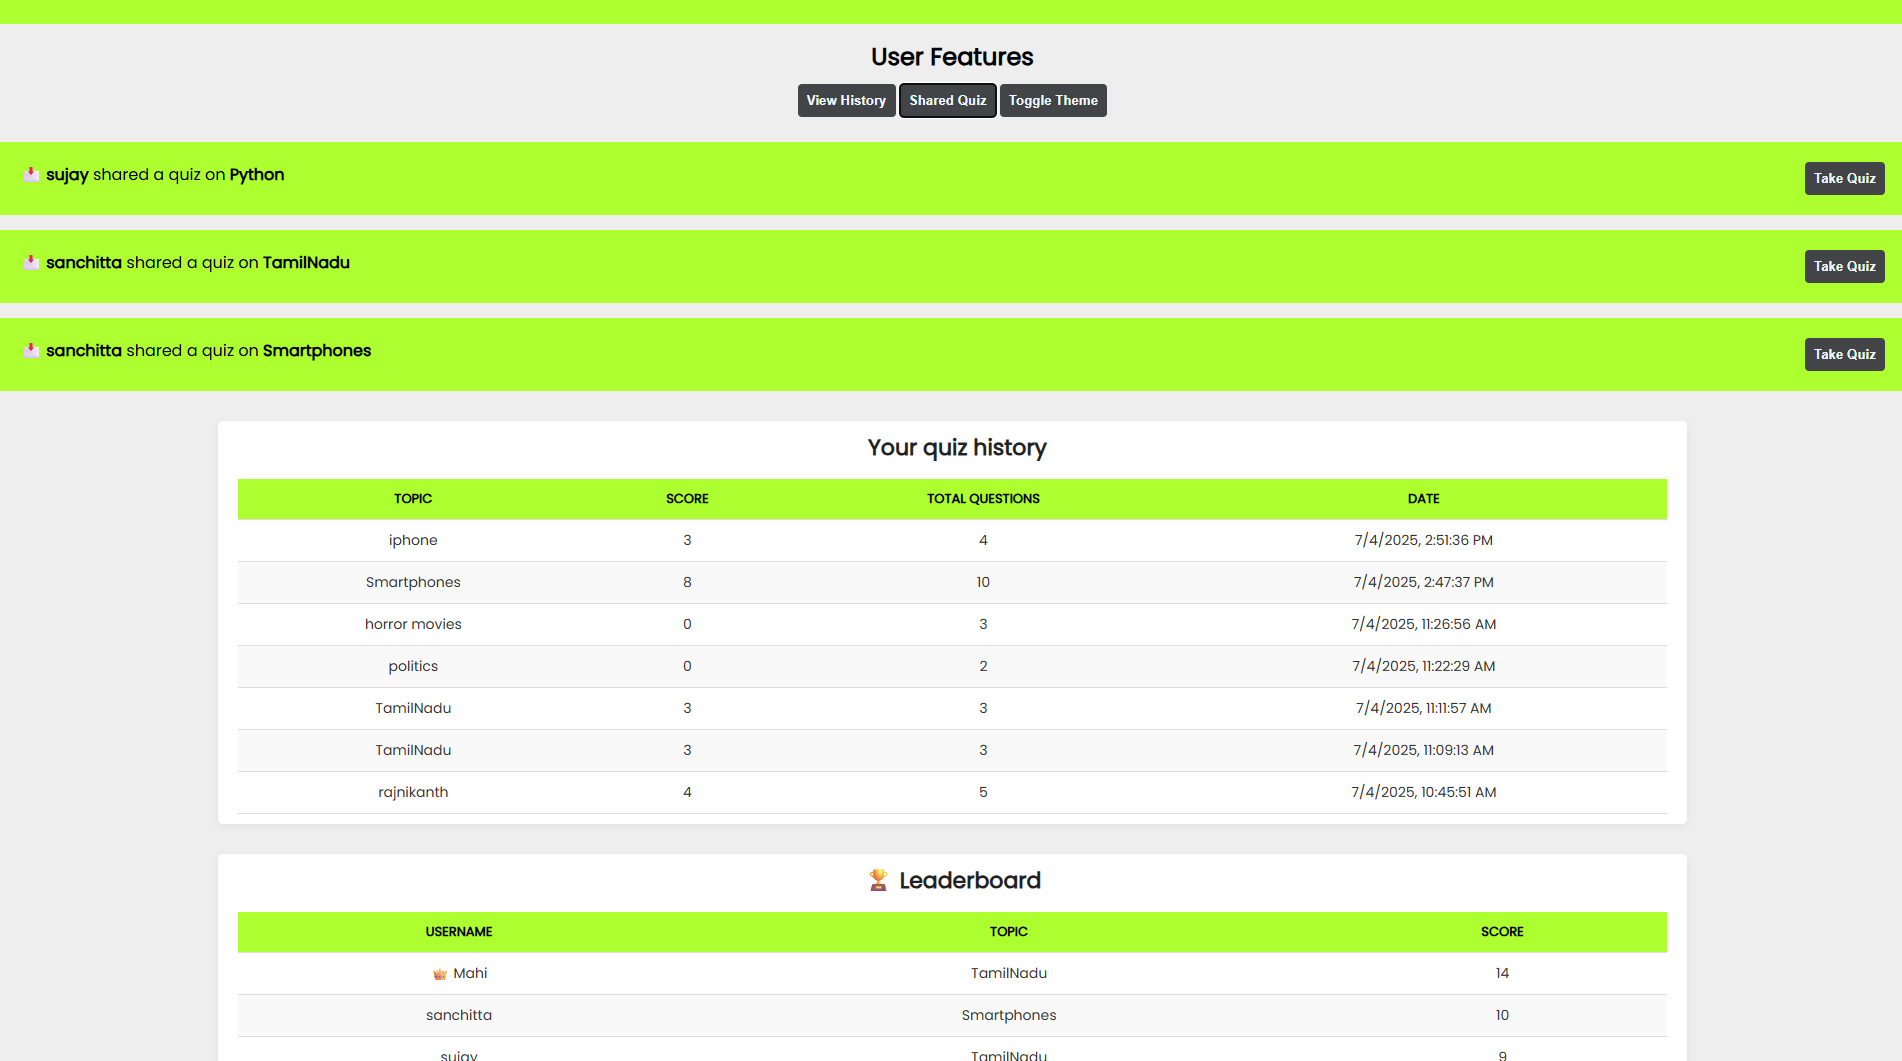 User Features
View History Shared Quiz Toggle Theme
sujay shared a quiz on Python Take Quiz
sanchitta shared a quiz on TamilNadu Take Quiz
sanchitta shared a quiz on Smartphones Take Quiz
Your quiz history
TOPIC SCORE TOTAL QUESTIONS DATE
iphone 3 4 7/4/2025, 2:51:36 PM
Smartphones 8 10 7/4/2025, 2:47:37 PM
horror movies 0 3 7/4/2025, 11:26:56 AM
politics 0 2 7/4/2025, 11:22:29 AM
TamilNadu 3 3 7/4/2025, 11:11:57 AM
TamilNadu 3 3 7/4/2025, 11:09:13 AM
rajnikanth 4 5 7/4/2025, 10:45:51 AM
Leaderboard
USERNAME TOPIC SCORE
Mahi TamilNadu 14
sanchitta Smartphones 10
sujay TamilNadu 9